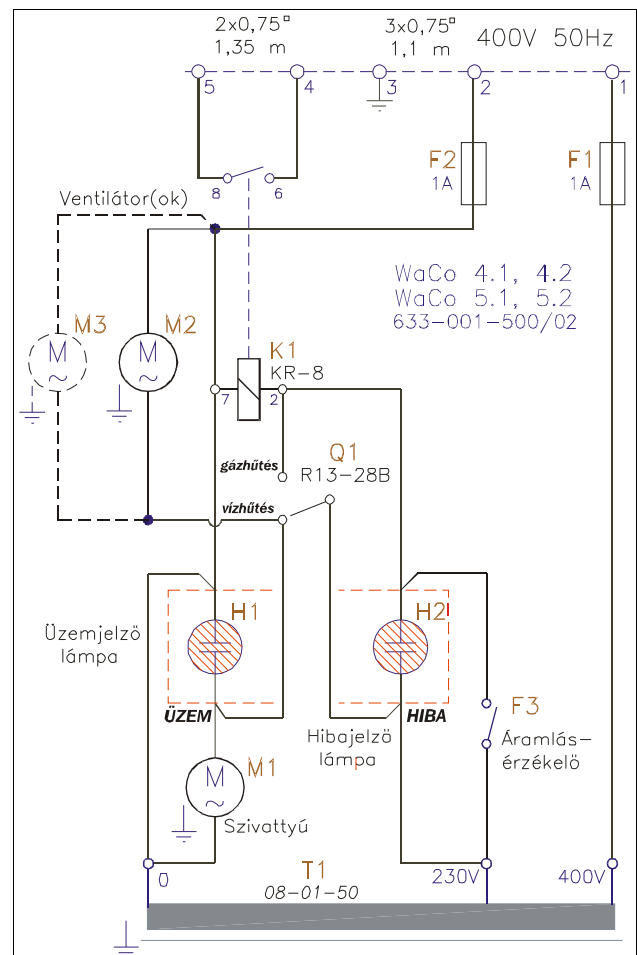 2x0,75▫
1,35 m
3x0,75▫
1,1 m
400V 50Hz
5
4
3
2
1
F2
1A
F1
1A
8
6
Ventilátor(ok)
WaCo 4.1, 4.2
WaCo 5.1, 5.2
633-001-500/02
M3
M
~
M2
M
~
K1
KR-8
7
2
gázhűtés
Q1
R13-28B
vízhűtés
Üzemjelző
lámpa
H1
H2
ÜZEM
HIBA
Hibajelző
lámpa
F3
Áramlás-
érzékelő
M
~
M1
Szivattyú
0
T1
08-01-50
230V
400V